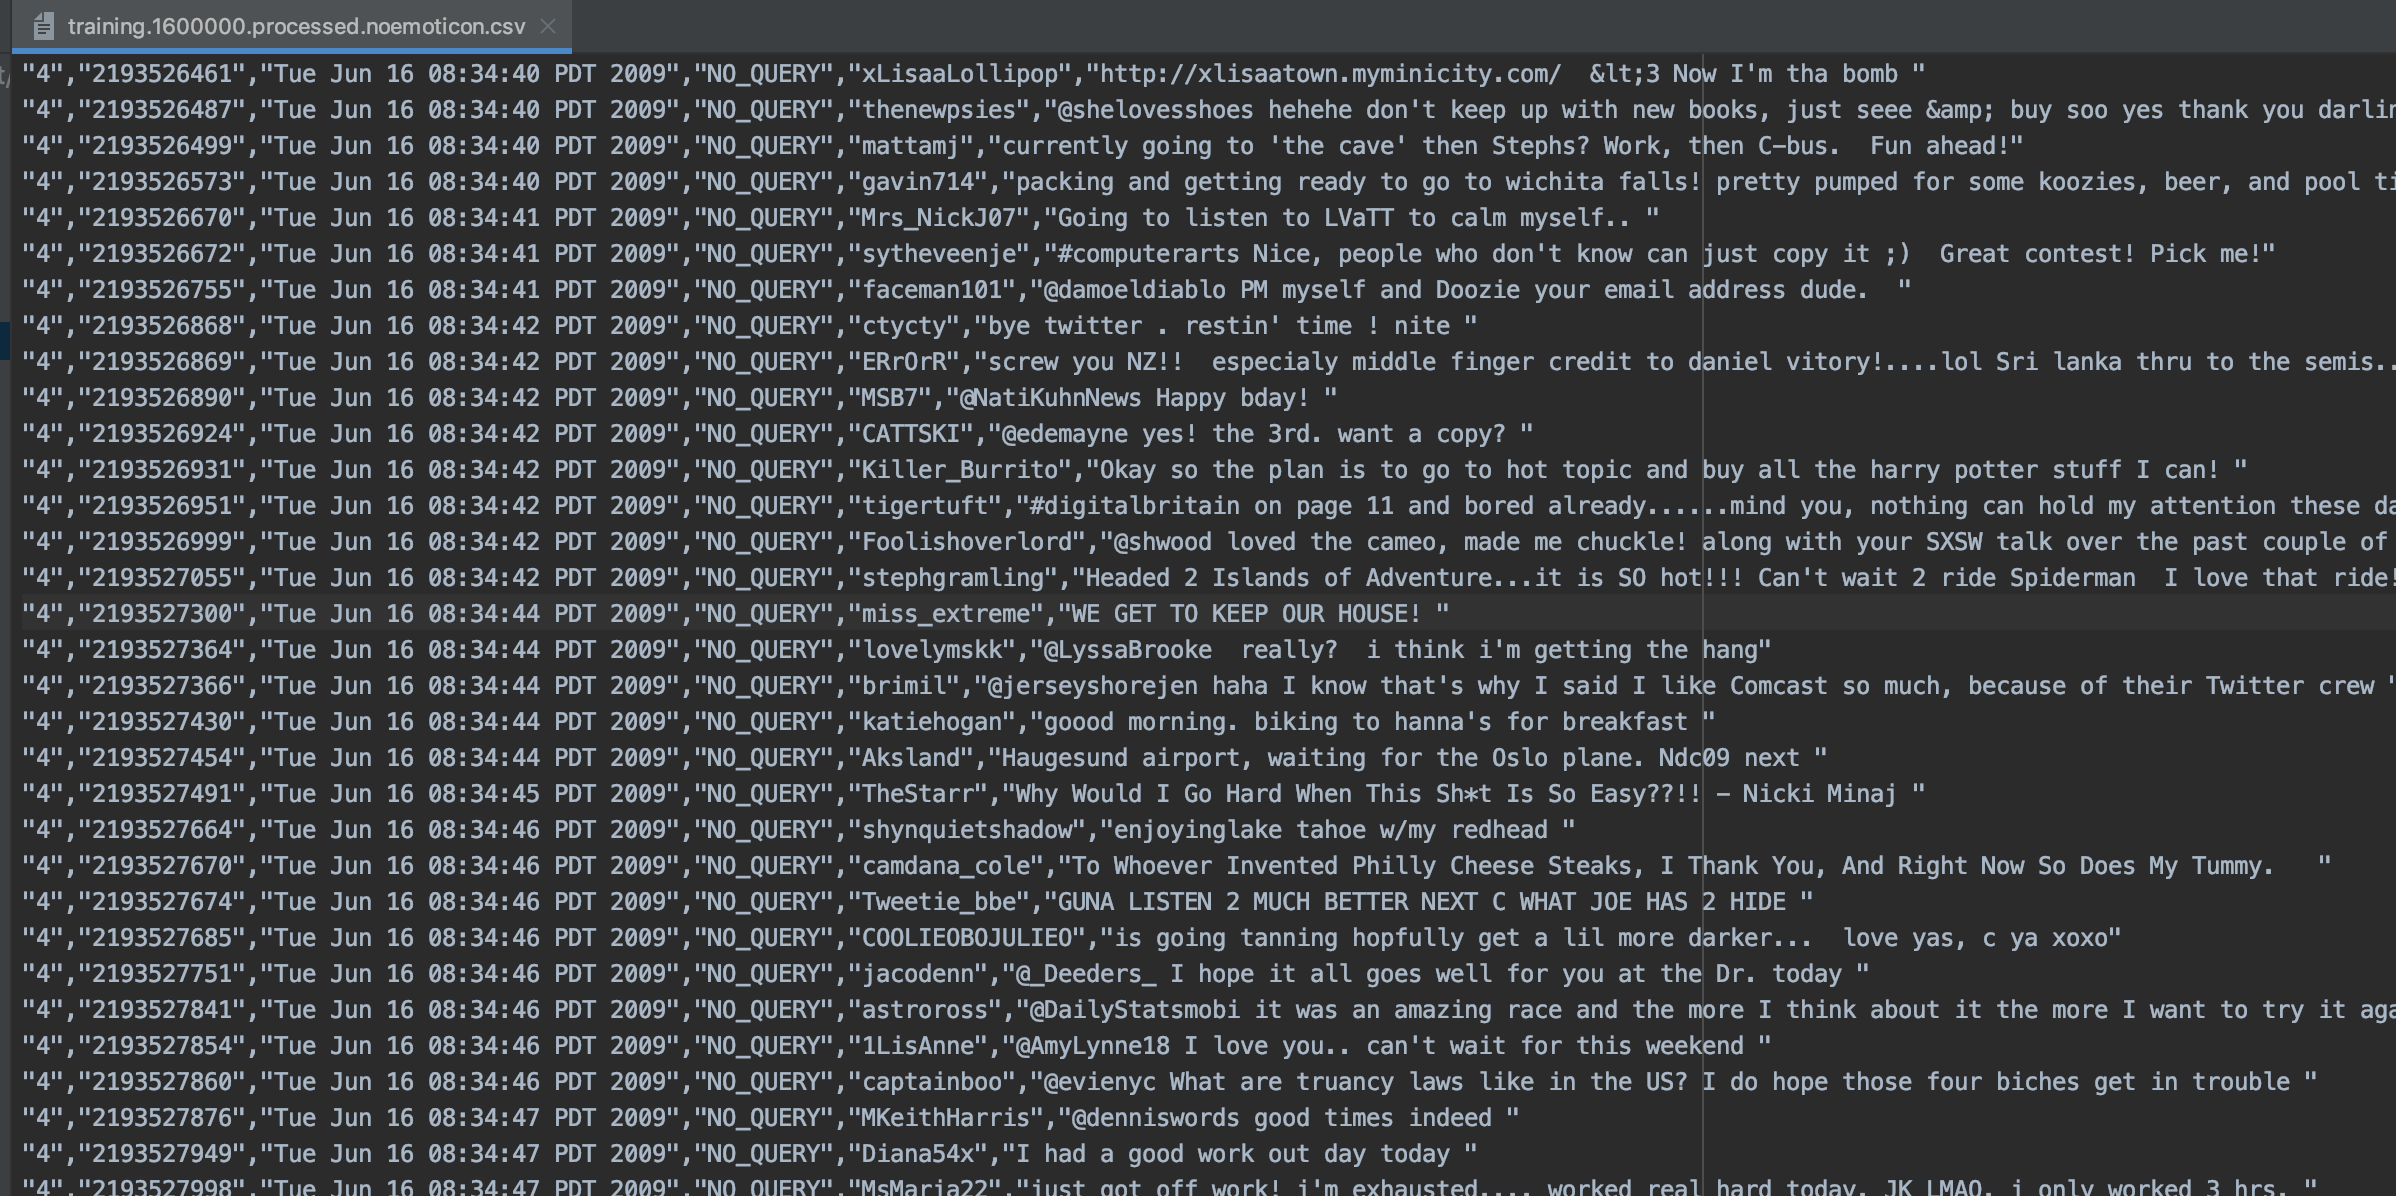 training.1600000.processed.noemoticon.csv
"4","2193526461","Tue Jun 16 08:34:40 PDT 2009","NO_QUERY","xLisaaLollipop","http://xlisaatown.myminicity.com/  &lt;3 Now I'm tha bomb "
"4","2193526487","Tue Jun 16 08:34:40 PDT 2009","NO_QUERY","thenewpsies","@shelovesshoes hehehe don't keep up with new books, just seee &amp; buy soo yes thank you darlin
"4","2193526499","Tue Jun 16 08:34:40 PDT 2009","NO_QUERY","mattamj","currently going to 'the cave' then Stephs? Work, then C-bus.  Fun ahead!"
"4","2193526573","Tue Jun 16 08:34:40 PDT 2009","NO_QUERY","gavin714","packing and getting ready to go to wichita falls! pretty pumped for some koozies, beer, and pool ti
"4","2193526670","Tue Jun 16 08:34:41 PDT 2009","NO_QUERY","Mrs_NickJ07","Going to listen to LVaTT to calm myself.. "
"4","2193526672","Tue Jun 16 08:34:41 PDT 2009","NO_QUERY","sytheveenje","#computerarts Nice, people who don't know can just copy it ;)  Great contest! Pick me!"
"4","2193526755","Tue Jun 16 08:34:41 PDT 2009","NO_QUERY","faceman101","@damoeldiablo PM myself and Doozie your email address dude.  "
"4","2193526868","Tue Jun 16 08:34:42 PDT 2009","NO_QUERY","ctycty","bye twitter . restin' time ! nite "
"4","2193526869","Tue Jun 16 08:34:42 PDT 2009","NO_QUERY","ERrOrR","screw you NZ!!  especialy middle finger credit to daniel vitory!....lol Sri lanka thru to the semis..
"4","2193526890","Tue Jun 16 08:34:42 PDT 2009","NO_QUERY","MSB7","@NatiKuhnNews Happy bday! "
"4","2193526924","Tue Jun 16 08:34:42 PDT 2009","NO_QUERY","CATTSKI","@edemayne yes! the 3rd. want a copy? "
"4","2193526931","Tue Jun 16 08:34:42 PDT 2009","NO_QUERY","Killer_Burrito","Okay so the plan is to go to hot topic and buy all the harry potter stuff I can! "
"4","2193526951","Tue Jun 16 08:34:42 PDT 2009","NO_QUERY","tigertuft","#digitalbritain on page 11 and bored already......mind you, nothing can hold my attention these da
"4","2193526999","Tue Jun 16 08:34:42 PDT 2009","NO_QUERY","Foolishoverlord","@shwood loved the cameo, made me chuckle! along with your SXSW talk over the past couple of
"4","2193527055","Tue Jun 16 08:34:42 PDT 2009","NO_QUERY","stephgramling","Headed 2 Islands of Adventure...it is SO hot!!! Can't wait 2 ride Spiderman  I love that ride!
"4","2193527300","Tue Jun 16 08:34:44 PDT 2009","NO_QUERY","miss_extreme","WE GET TO KEEP OUR HOUSE! "
"4","2193527364","Tue Jun 16 08:34:44 PDT 2009","NO_QUERY","lovelymskk","@LyssaBrooke  really?  i think i'm getting the hang"
"4","2193527366","Tue Jun 16 08:34:44 PDT 2009","NO_QUERY","brimil","@jerseyshorejen haha I know that's why I said I like Comcast so much, because of their Twitter crew "
"4","2193527430","Tue Jun 16 08:34:44 PDT 2009","NO_QUERY","katiehogan","goood morning. biking to hanna's for breakfast "
"4","2193527454","Tue Jun 16 08:34:44 PDT 2009","NO_QUERY","Aksland","Haugesund airport, waiting for the Oslo plane. Ndc09 next "
"4","2193527491","Tue Jun 16 08:34:45 PDT 2009","NO_QUERY","TheStarr","Why Would I Go Hard When This Sh*t Is So Easy??!! - Nicki Minaj "
"4","2193527664","Tue Jun 16 08:34:46 PDT 2009","NO_QUERY","shynquietshadow","enjoyinglake tahoe w/my redhead "
"4","2193527670","Tue Jun 16 08:34:46 PDT 2009","NO_QUERY","camdana_cole","To Whoever Invented Philly Cheese Steaks, I Thank You, And Right Now So Does My Tummy.   "
"4","2193527674","Tue Jun 16 08:34:46 PDT 2009","NO_QUERY","Tweetie_bbe","GUNA LISTEN 2 MUCH BETTER NEXT C WHAT JOE HAS 2 HIDE "
"4","2193527685","Tue Jun 16 08:34:46 PDT 2009","NO_QUERY","COOLIEOBOJULIEO","is going tanning hopfully get a lil more darker...  love yas, c ya xoxo"
"4","2193527751","Tue Jun 16 08:34:46 PDT 2009","NO_QUERY","jacodenn","@_Deeders_ I hope it all goes well for you at the Dr. today "
"4","2193527841","Tue Jun 16 08:34:46 PDT 2009","NO_QUERY","astroross","@DailyStatsmobi it was an amazing race and the more I think about it the more I want to try it aga
"4","2193527854","Tue Jun 16 08:34:46 PDT 2009","NO_QUERY","1LisAnne","@AmyLynne18 I love you.. can't wait for this weekend "
"4","2193527860","Tue Jun 16 08:34:46 PDT 2009","NO_QUERY","captainboo","@evienyc What are truancy laws like in the US? I do hope those four biches get in trouble "
"4","2193527876","Tue Jun 16 08:34:47 PDT 2009","NO_QUERY","MKeithHarris","@denniswords good times indeed "
"4","2193527949","Tue Jun 16 08:34:47 PDT 2009","NO_QUERY","Diana54x","I had a good work out day today "
"4","2193527998","Tue Jun 16 08:34:47 PDT 2009","NO_QUERY","MsMaria22","just got off work! i'm exhausted.... worked real hard today. JK LMAO. i only worked 3 hrs. "